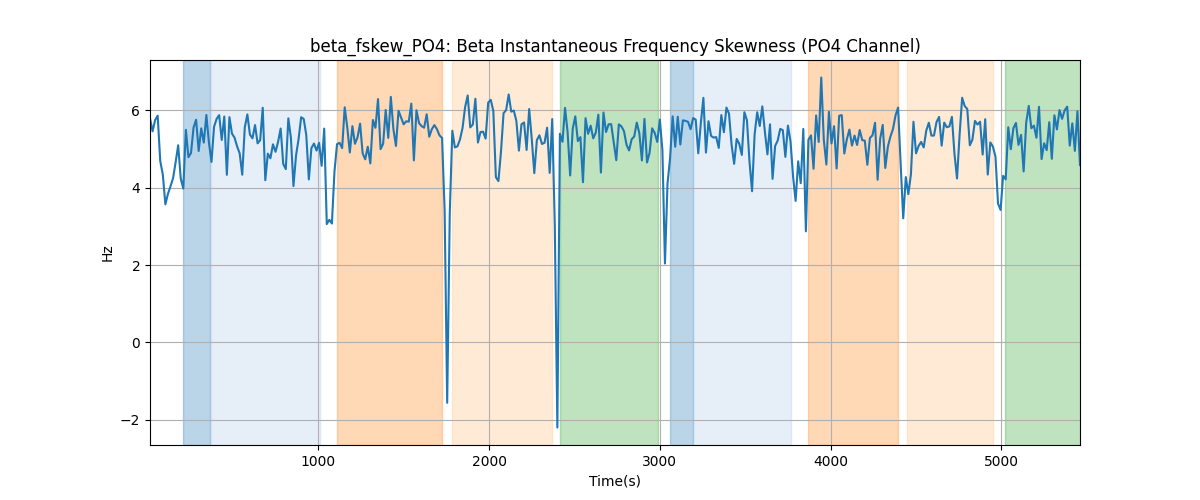 beta_fskew_PO4: Beta Instantaneous Frequency Skewness (PO4 Channel)
6
4
2
0
−2
Hz
1000 2000 3000 4000 5000
Time(s)